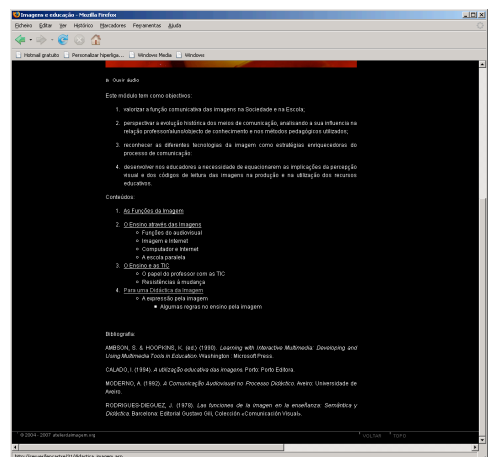 Imagens e educação - Mozilla Firefox
Ficheiro Editar Ver Histórico Marcadores Ferramentas Ajuda
Hotmail gratuito Personalizar hiperliga... Windows Media Windows
Ouvir áudio
Este módulo tem como objectivos:
1. valorizar a função comunicativa das imagens na Sociedade e na Escola;
2. perspectivar a evolução histórica dos meios de comunicação, analisando a sua influencia na
relação professor/aluno/objecto de conhecimento e nos métodos pedagógicos utilizados;
3. reconhecer as diferentes tecnologias da imagem como estratégias enriquecedoras do
processo de comunicação:
4. desenvolver nos educadores a necessidade de equacionarem as implicações da percepção
visual e dos códigos de leitura das imagens na produção e na utilização dos recursos
educativos.
Conteúdos:
1. As Funções da Imagem
2. O Ensino através das Imagens
Funções do audiovisual
Imagem e Internet
Computador e Internet
A escola paralela
3. O Ensino e as TIC
O papel do professor com as TIC
Resistências à mudança
4. Para uma Didáctica da Imagem
A expressão pela imagem
Algumas regras no ensino pela imagem
Bibliografia:
AMBSON, S. & HOOPKINS, K. (ed.) (1990). Learning with Interactive Multimedia: Developing and
Using Multimedia Tools in Education. Washington : Microsoft Press.
CALADO, I. (1994). A utilização educativa das imagens. Porto: Porto Editora.
MODERNO, A. (1992). A Comunicação Audiovisual no Processo Didáctico. Aveiro: Universidade de
Aveiro.
RODRIGUES-DIEGUEZ, J. (1978). Las funciones de la imagen en la enseñanza. Semântica y
Didáctica. Barcelona: Editorial Gustavo Gili, Colección «Comunicación Visual».
© 2004 - 2007 atelierdaimagem.org VOLTAR TOPO